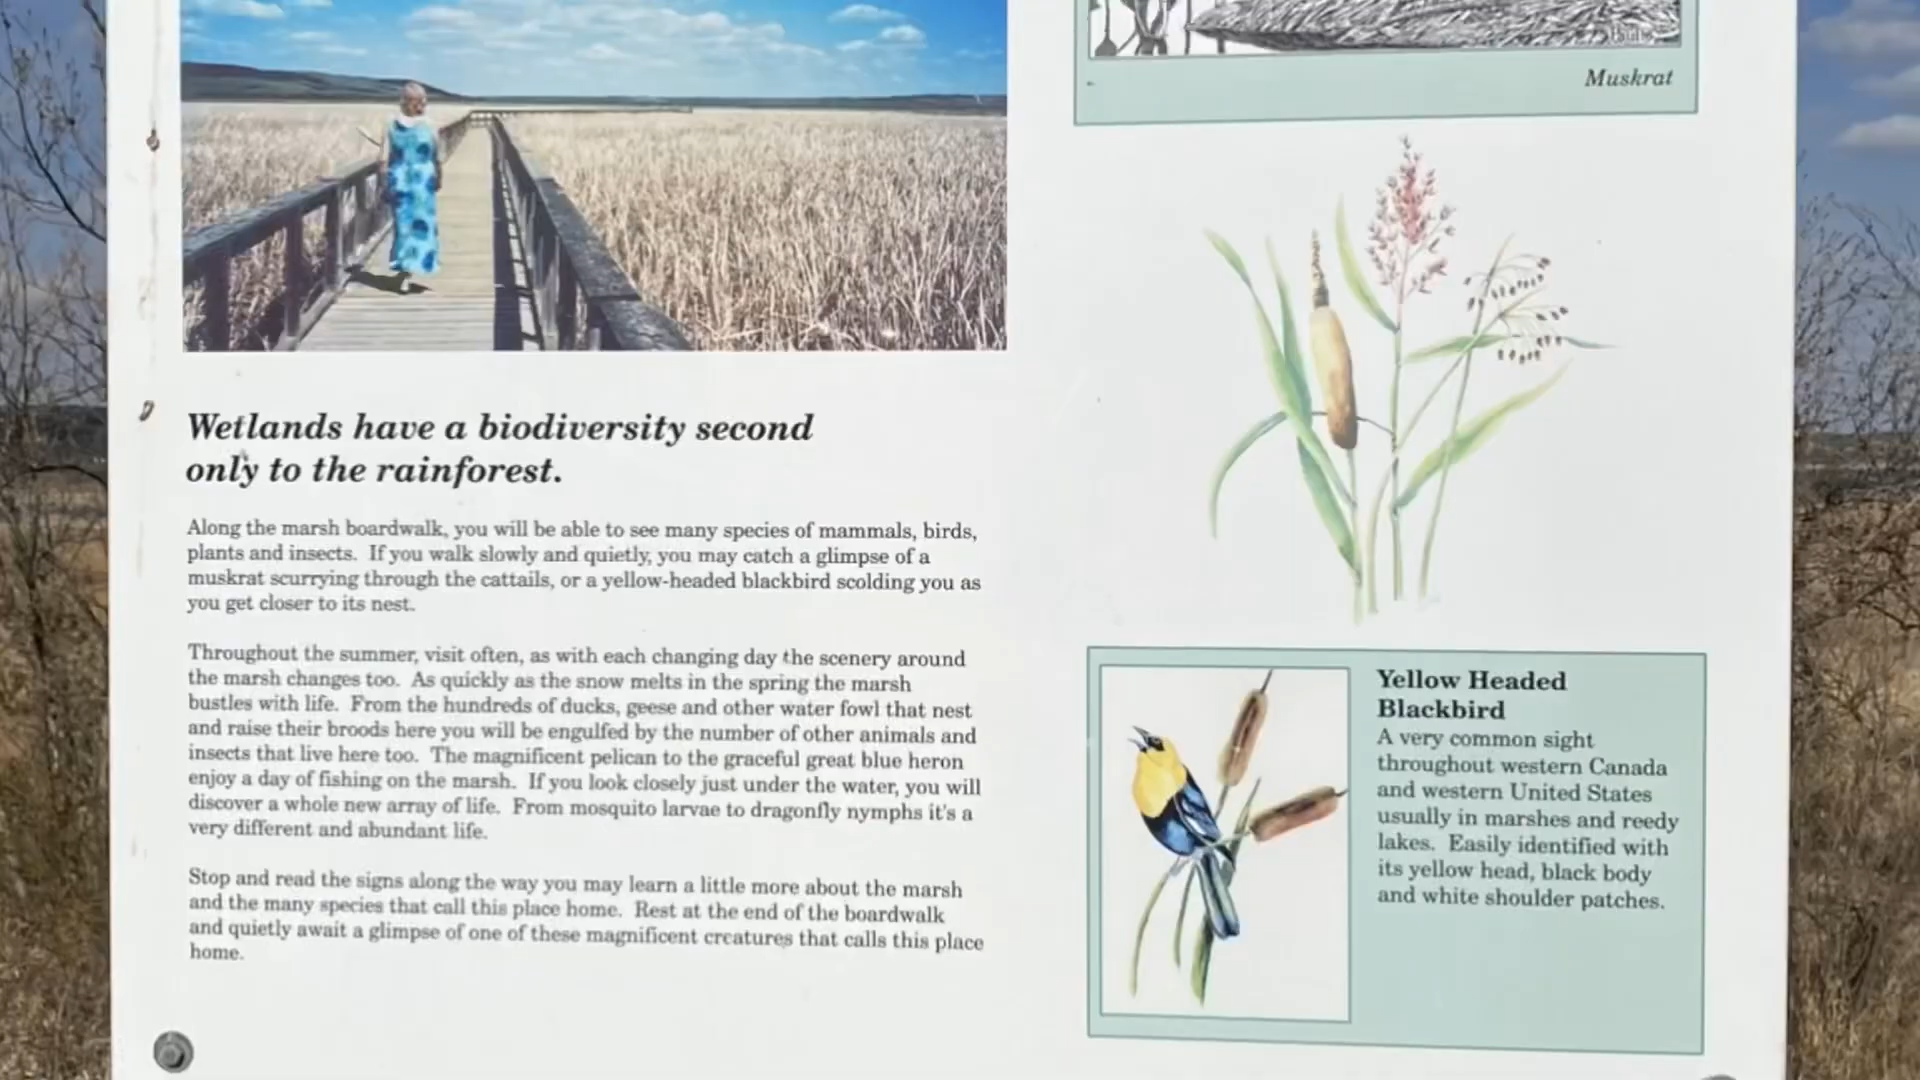 Muskrat
Wetlands have a biodiversity second
only to the rainforest.
Along the marsh boardwalk, you will be able to see many species of mammals, birds,
plants and insects. If you walk slowly and quietly, you may catch a glimpse of a
muskrat scurrying through the cattails, or a yellow-headed blackbird scolding you as
you get closer to its nest.
Throughout the summer, visit often, as with each changing day the scenery around
the marsh changes too. As quickly as the snow melts in the spring the marsh
bustles with life. From the hundreds of ducks, geese and other water fowl that nest
and raise their broods here you will be engulfed by the number of other animals and
insects that live here too. The magnificent pelican to the graceful great blue heron
enjoy a day of fishing on the marsh. If you look closely just under the water, you will
discover a whole new array of life. From mosquito larvae to dragonfly nymphs it's a
very different and abundant life.
Stop and read the signs along the way you may learn a little more about the marsh
and the many species that call this place home. Rest at the end of the boardwalk
and quietly await a glimpse of one of these magnificent creatures that calls this place
home.
Yellow Headed
Blackbird
A very common sight
throughout western Canada
and western United States
usually in marshes and reedy
lakes. Easily identified with
its yellow head, black body
and white shoulder patches.